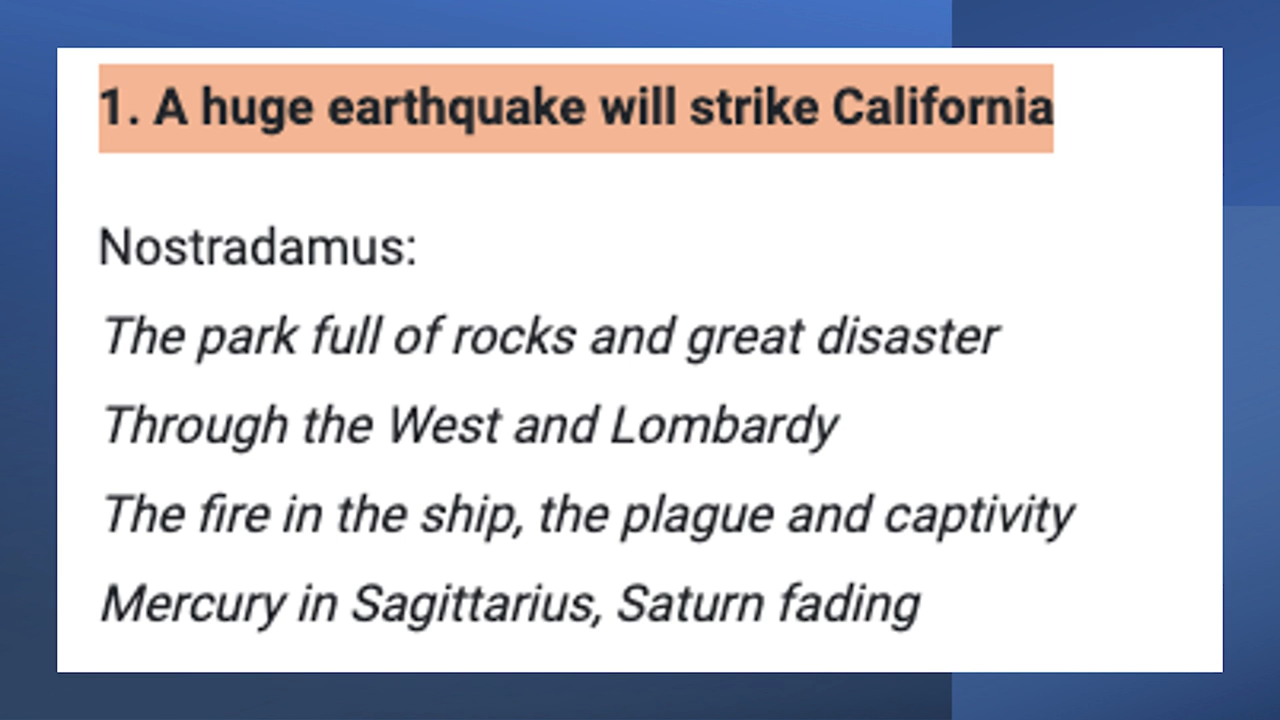 1. A huge earthquake will strike California
Nostradamus:
The park full of rocks and great disaster
Through the West and Lombardy
The fire in the ship, the plague and captivity
Mercury in Sagittarius, Saturn fading